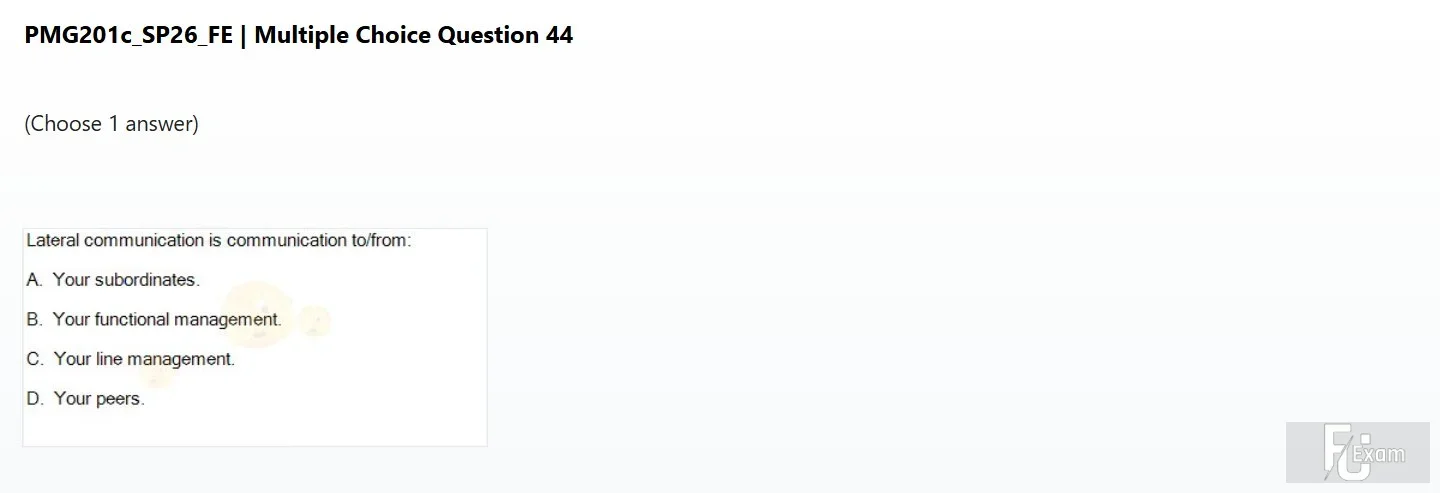 PMG201c_SP26_FE | Multiple Choice Question 44
(Choose 1 answer)
Lateral communication is communication to/from:
A. Your subordinates.
B. Your functional management.
C. Your line management.
D. Your peers.
FU Exam